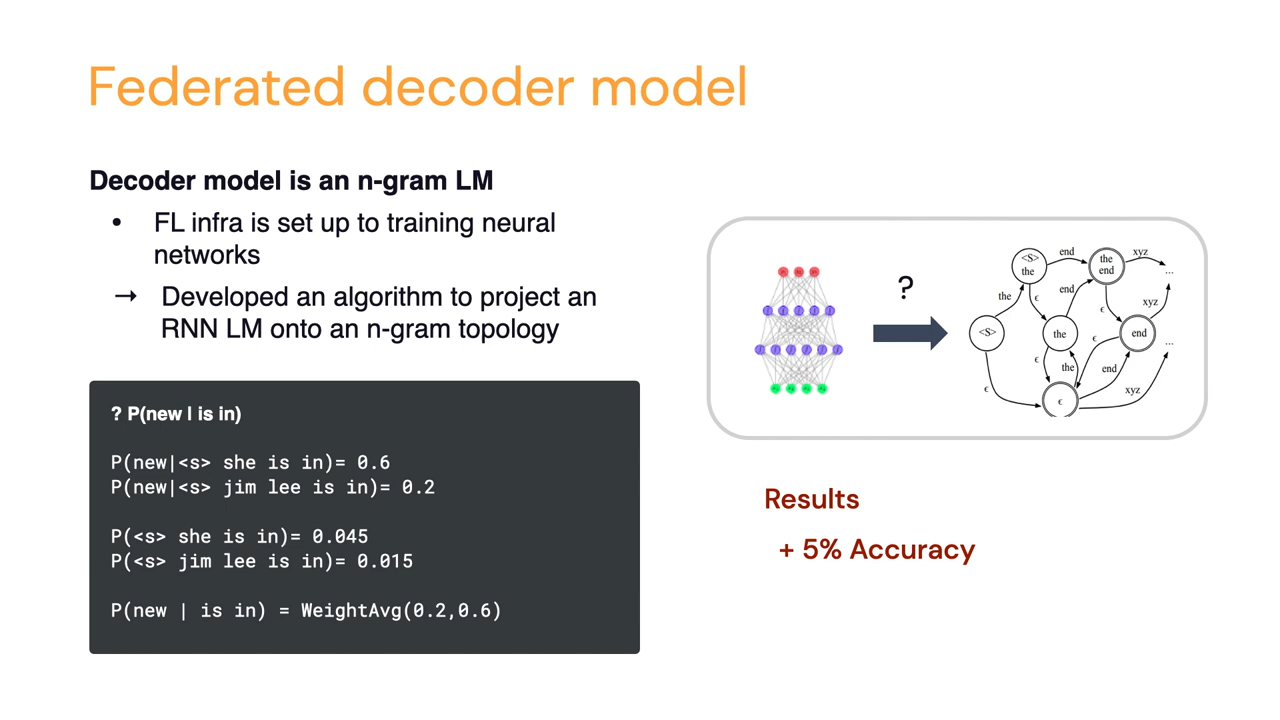 Federated decoder model
Decoder model is an n-gram LM
• FL infra is set up to training neural
networks
→ Developed an algorithm to project an
RNN LM onto an n-gram topology
? P(new | is in)
P(new|<s> she is in)= 0.6
P(new|<s> jim lee is in)= 0.2
P(<s> she is in)= 0.045
P(<s> jim lee is in)= 0.015
P(new | is in) = WeightAvg(0.2,0.6)
?
<S>
the
end
the
end
xyz
...
the
ϵ
end
ϵ
xyz
<S>
the
end
...
ϵ
ϵ
the
end
xyz
ϵ
ϵ
Results
+ 5% Accuracy